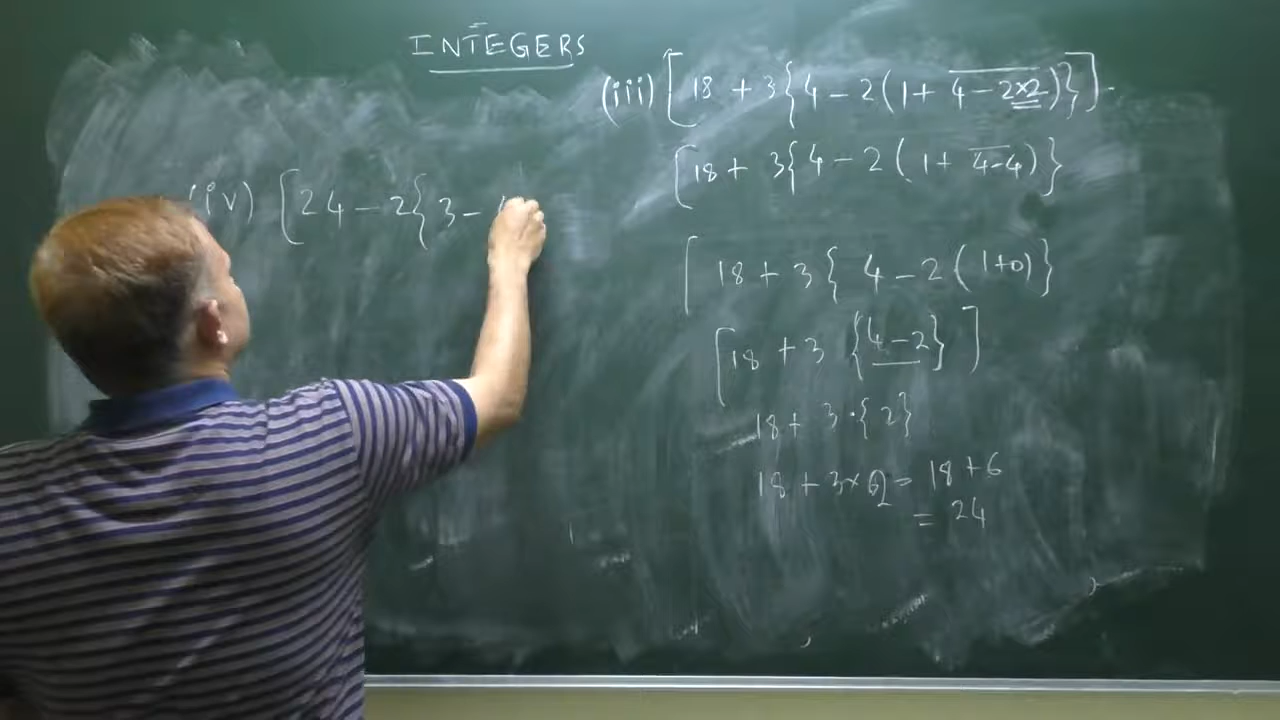 INTEGERS
(iii) [18 + 3{4 - 2(1 + \overline{4 - 2×2})}].
[18 + 3{4 - 2(1 + \overline{4-4})}
[18 + 3{4 - 2(1+0)}
[18 + 3 {4 - 2}]
18 + 3 · {2}
18 + 3× 2 = 18 + 6
= 24
(iv) [24 - 2{3 -